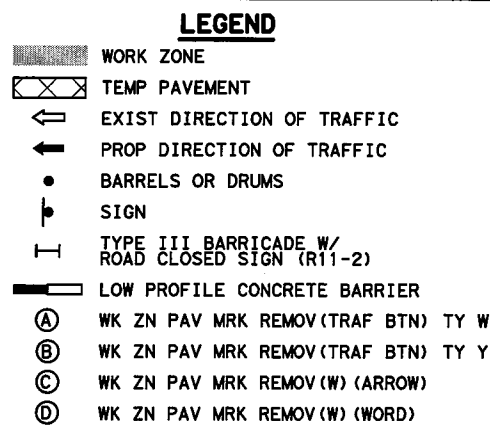 LEGEND
WORK ZONE
TEMP PAVEMENT
EXIST DIRECTION OF TRAFFIC
PROP DIRECTION OF TRAFFIC
BARRELS OR DRUMS
SIGN
TYPE III BARRICADE W/
ROAD CLOSED SIGN (R11-2)
LOW PROFILE CONCRETE BARRIER
A WK ZN PAV MRK REMOV(TRAF BTN) TY W
B WK ZN PAV MRK REMOV(TRAF BTN) TY Y
C WK ZN PAV MRK REMOV(W)(ARROW)
D WK ZN PAV MRK REMOV(W)(WORD)